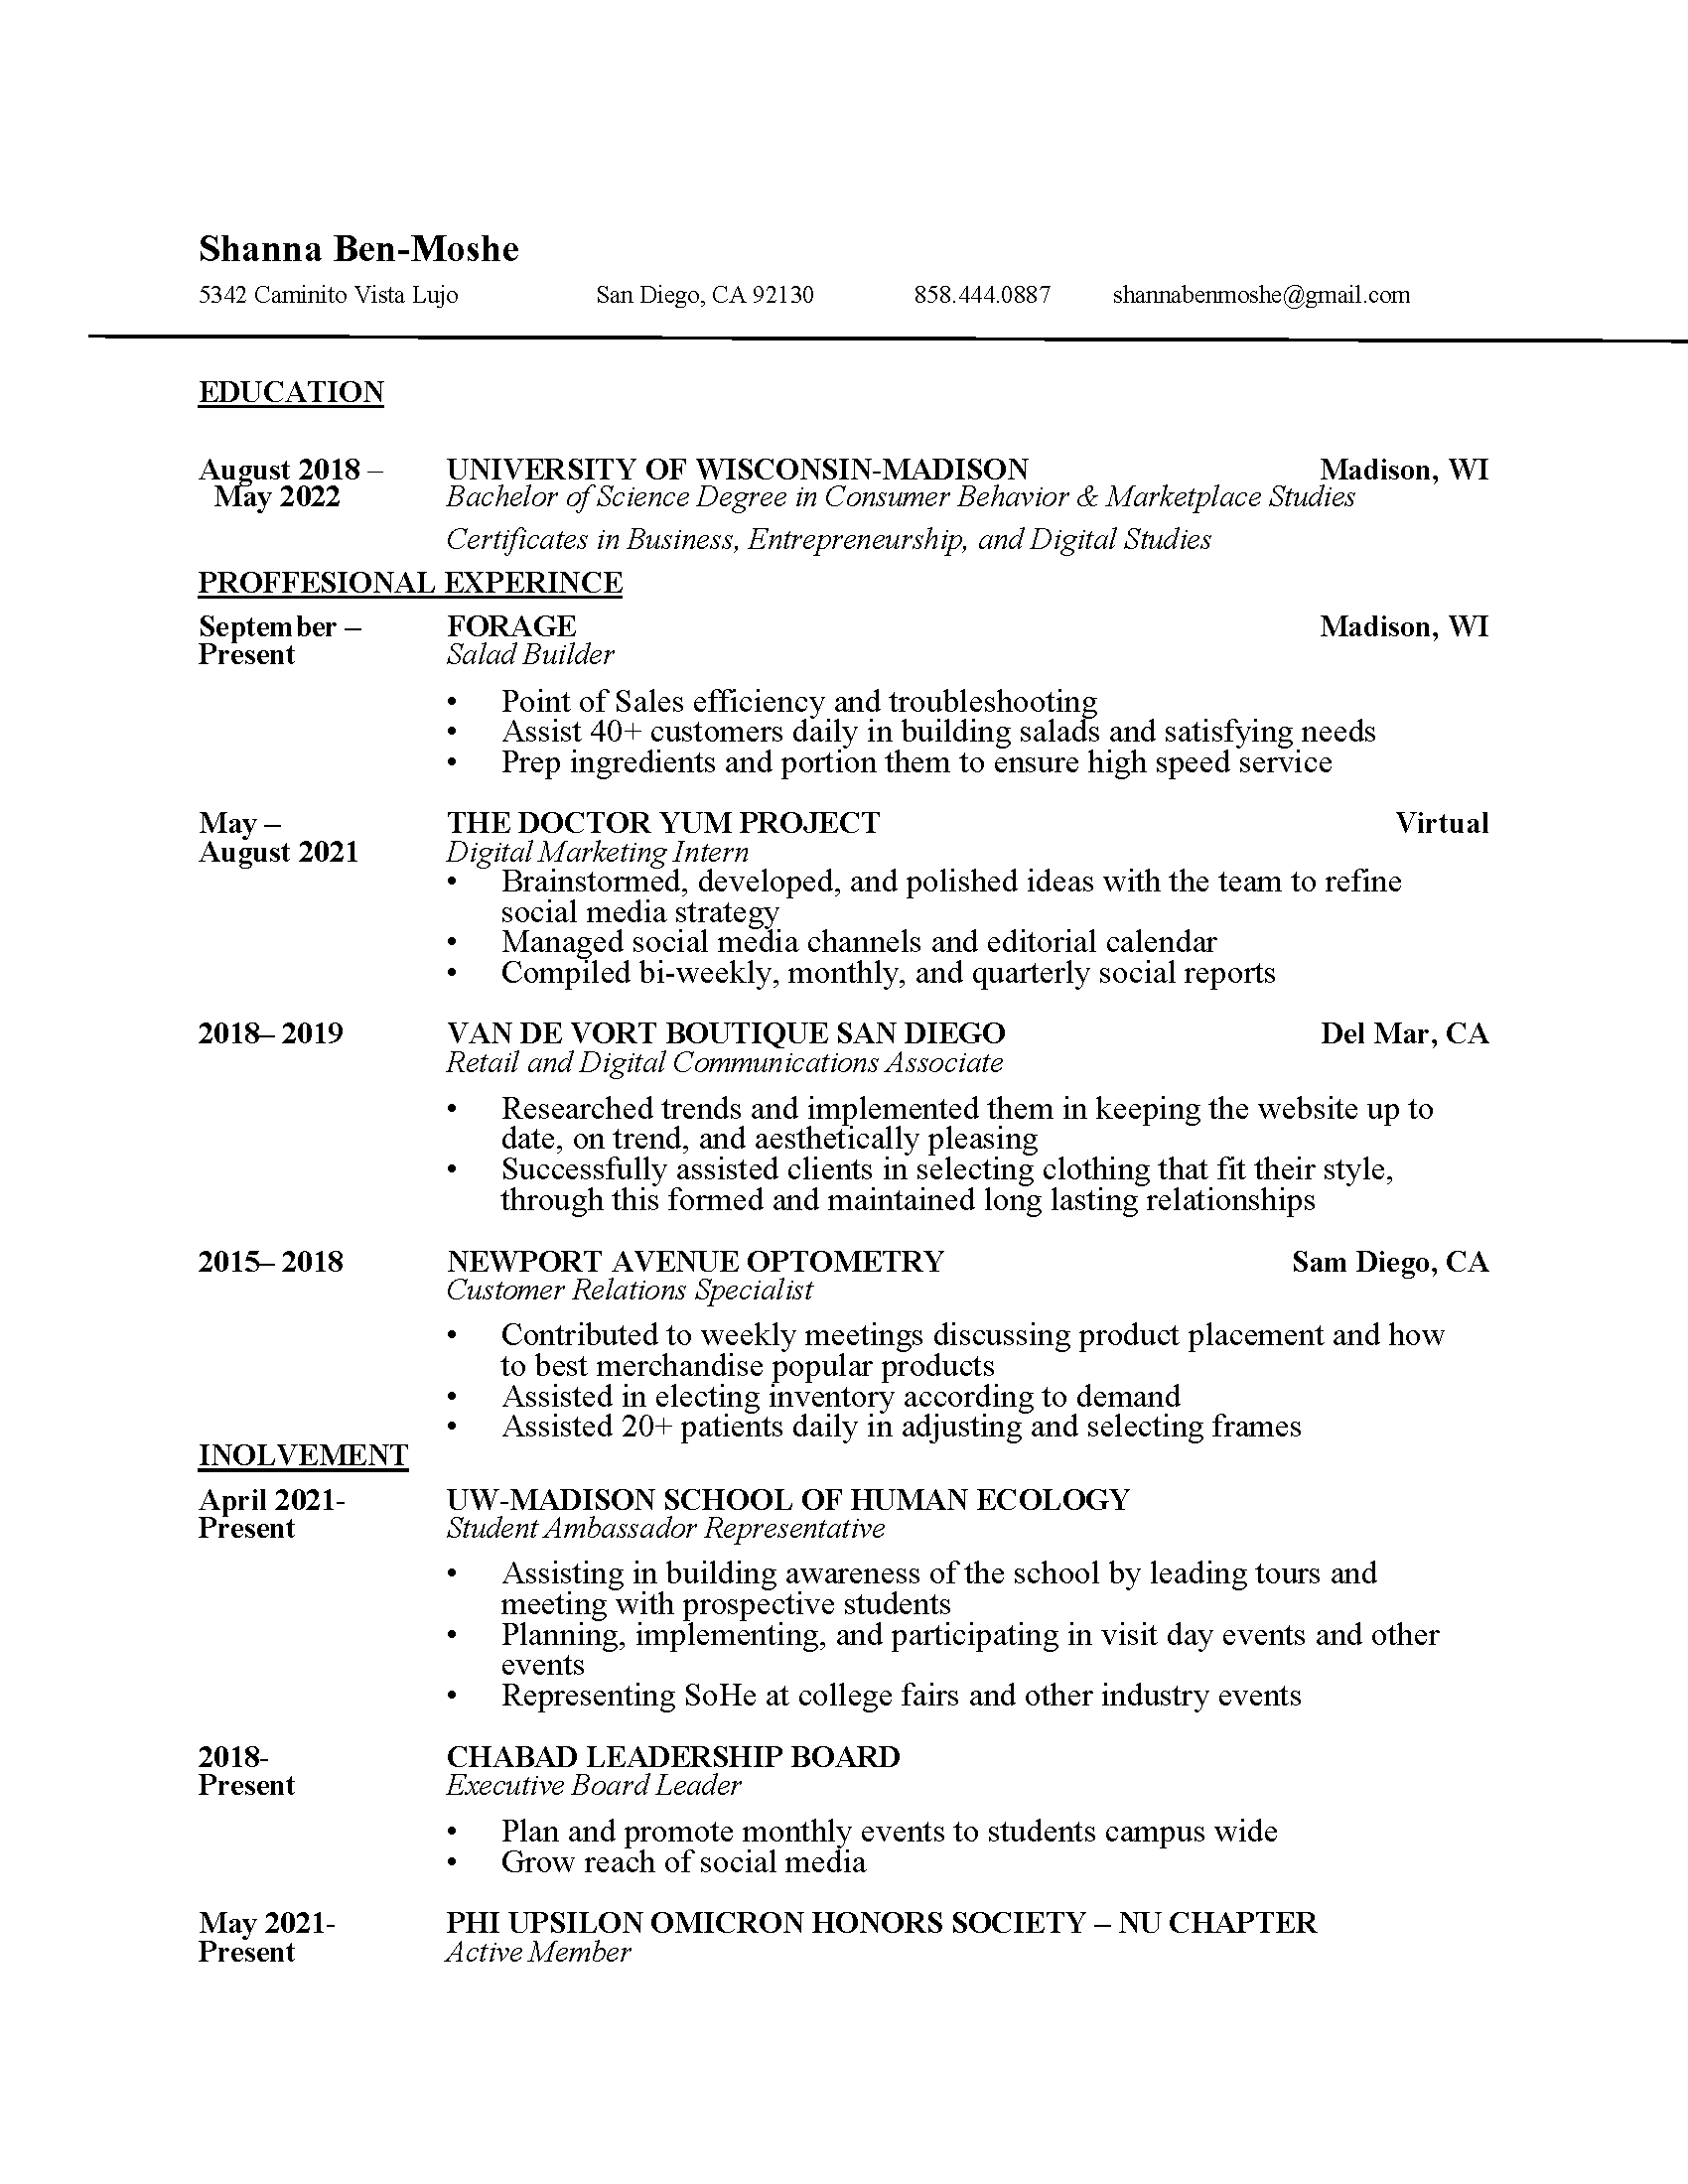 Shanna Ben-Moshe
5342 Caminito Vista Lujo San Diego, CA 92130 858.444.0887 shannabenmoshe@gmail.com
EDUCATION
August 2018 – UNIVERSITY OF WISCONSIN-MADISON Madison, WI
May 2022 Bachelor of Science Degree in Consumer Behavior & Marketplace Studies
Certificates in Business, Entrepreneurship, and Digital Studies
PROFFESIONAL EXPERINCE
September – FORAGE Madison, WI
Present Salad Builder
• Point of Sales efficiency and troubleshooting
• Assist 40+ customers daily in building salads and satisfying needs
• Prep ingredients and portion them to ensure high speed service
May – THE DOCTOR YUM PROJECT Virtual
August 2021 Digital Marketing Intern
• Brainstormed, developed, and polished ideas with the team to refine
social media strategy
• Managed social media channels and editorial calendar
• Compiled bi-weekly, monthly, and quarterly social reports
2018– 2019 VAN DE VORT BOUTIQUE SAN DIEGO Del Mar, CA
Retail and Digital Communications Associate
• Researched trends and implemented them in keeping the website up to
date, on trend, and aesthetically pleasing
• Successfully assisted clients in selecting clothing that fit their style,
through this formed and maintained long lasting relationships
2015– 2018 NEWPORT AVENUE OPTOMETRY Sam Diego, CA
Customer Relations Specialist
• Contributed to weekly meetings discussing product placement and how
to best merchandise popular products
• Assisted in electing inventory according to demand
• Assisted 20+ patients daily in adjusting and selecting frames
INOLVEMENT
April 2021- UW-MADISON SCHOOL OF HUMAN ECOLOGY
Present Student Ambassador Representative
• Assisting in building awareness of the school by leading tours and
meeting with prospective students
• Planning, implementing, and participating in visit day events and other
events
• Representing SoHe at college fairs and other industry events
2018- CHABAD LEADERSHIP BOARD
Present Executive Board Leader
• Plan and promote monthly events to students campus wide
• Grow reach of social media
May 2021- PHI UPSILON OMICRON HONORS SOCIETY – NU CHAPTER
Present Active Member